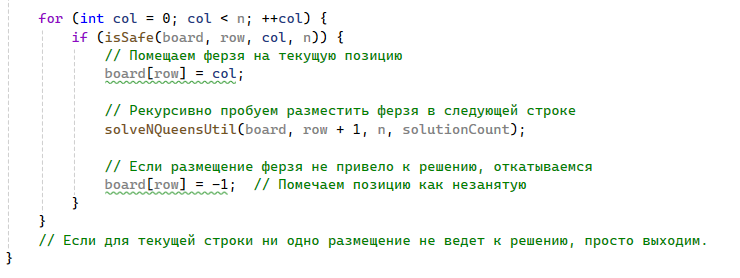 for (int col = 0; col < n; ++col) {
if (isSafe(board, row, col, n)) {
// Помещаем ферзя на текущую позицию
board[row] = col;
// Рекурсивно пробуем разместить ферзя в следующей строке
solveNQueensUtil(board, row + 1, n, solutionCount);
// Если размещение ферзя не привело к решению, откатываемся
board[row] = -1;  // Помечаем позицию как незанятую
}
}
// Если для текущей строки ни одно размещение не ведет к решению, просто выходим.
}